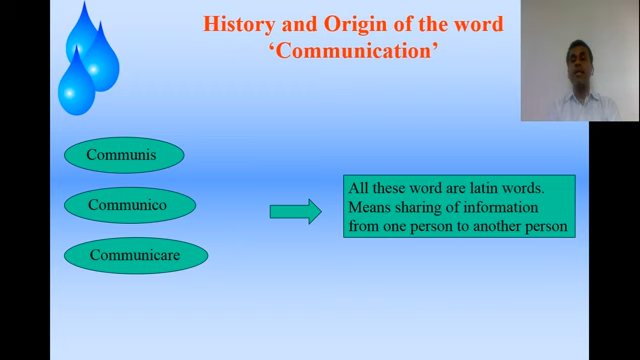 History and Origin of the word
‘Communication’
Communis
Communico
Communicare
All these word are latin words.
Means sharing of information
from one person to another person